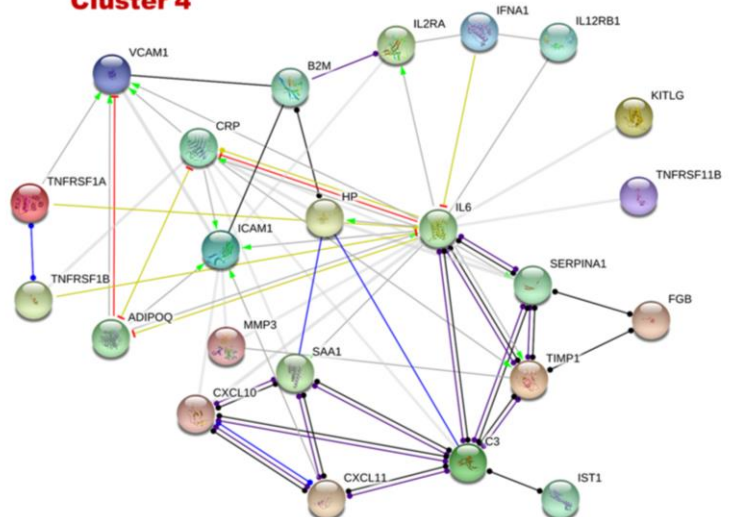 Cluster 4
IFNA1
IL2RA
IL12RB1
VCAM1
B2M
KITLG
CRP
TNFRSF11B
TNFRSF1A
HP
IL6
ICAM1
SERPINA1
TNFRSF1B
FGB
ADIPOQ
MMP3
SAA1
TIMP1
CXCL10
C3
CXCL11
IST1